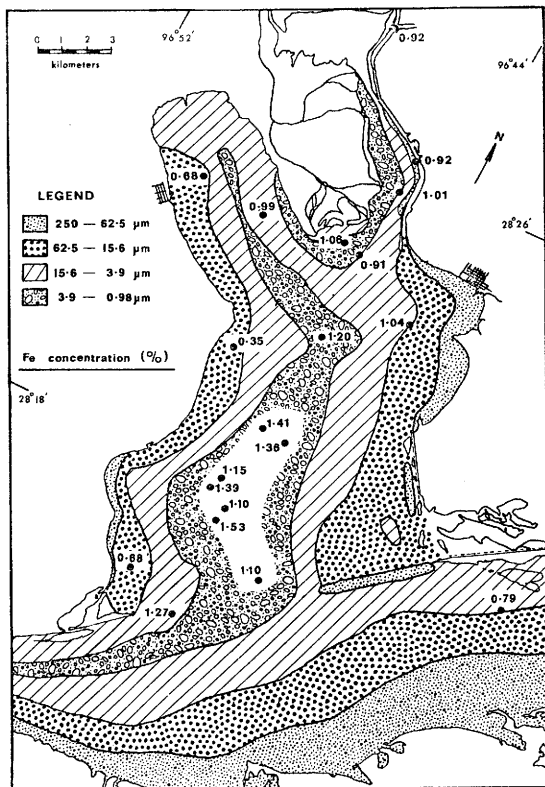 96° 52'
0.92
96° 44'
0 1 2 3
kilometers
N
0.92
0.68
1.01
LEGEND
0.99
250 — 62.5 μm
28° 26'
1.08
62.5 — 15.6 μm
0.91
15.6 — 3.9 μm
3.9 — 0.98μm
1.04
1.20
0.35
Fe concentration (%)
28° 18'
1.41
1.36
1.15
1.39
1.10
1.53
0.68
1.10
0.79
1.27